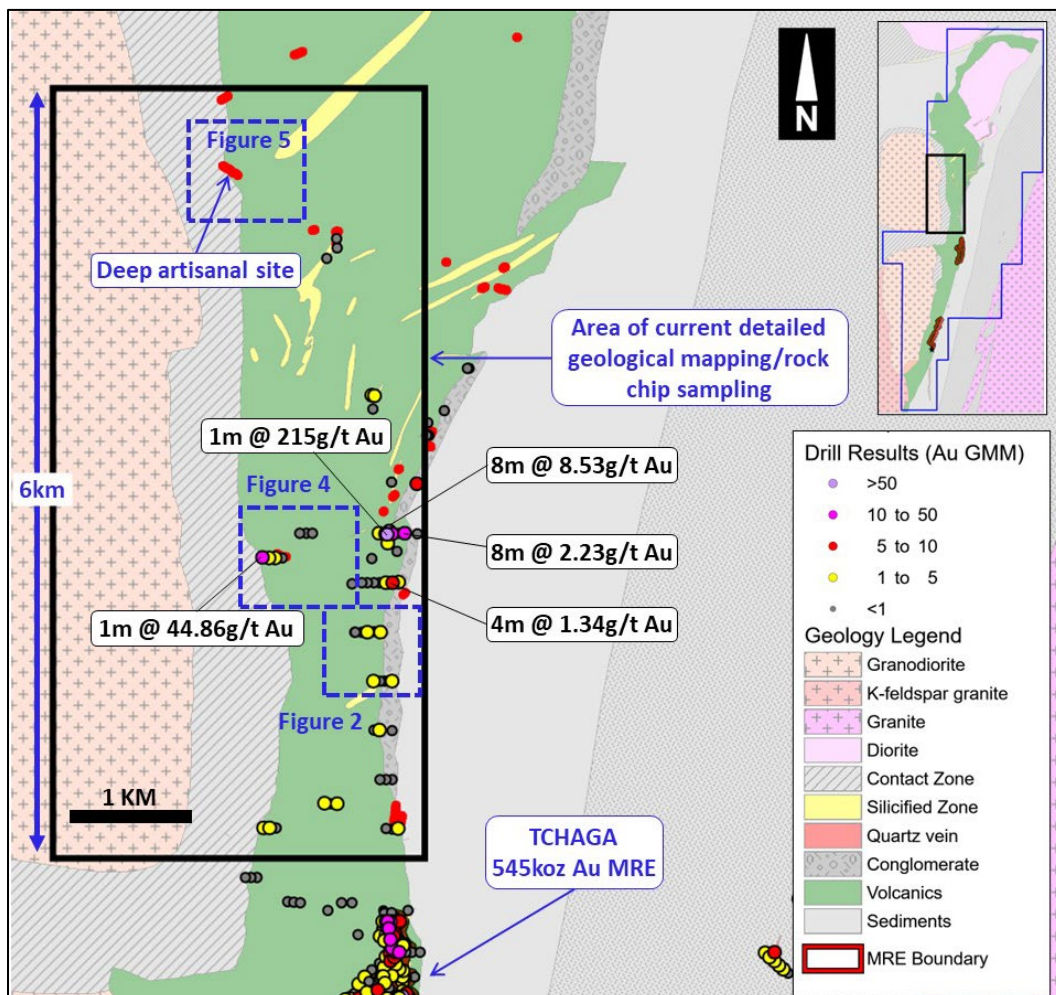 Figure 5
N
Deep artisanal site
Area of current detailed
geological mapping/rock
chip sampling
1m @ 215g/t Au
8m @ 8.53g/t Au
6km
Figure 4
8m @ 2.23g/t Au
1m @ 44.86g/t Au
4m @ 1.34g/t Au
Figure 2
1 KM
TCHAGA
545koz Au MRE
Drill Results (Au GMM)
>50
10 to 50
5 to 10
1 to 5
<1
Geology Legend
Granodiorite
K-feldspar granite
Granite
Diorite
Contact Zone
Silicified Zone
Quartz vein
Conglomerate
Volcanics
Sediments
MRE Boundary